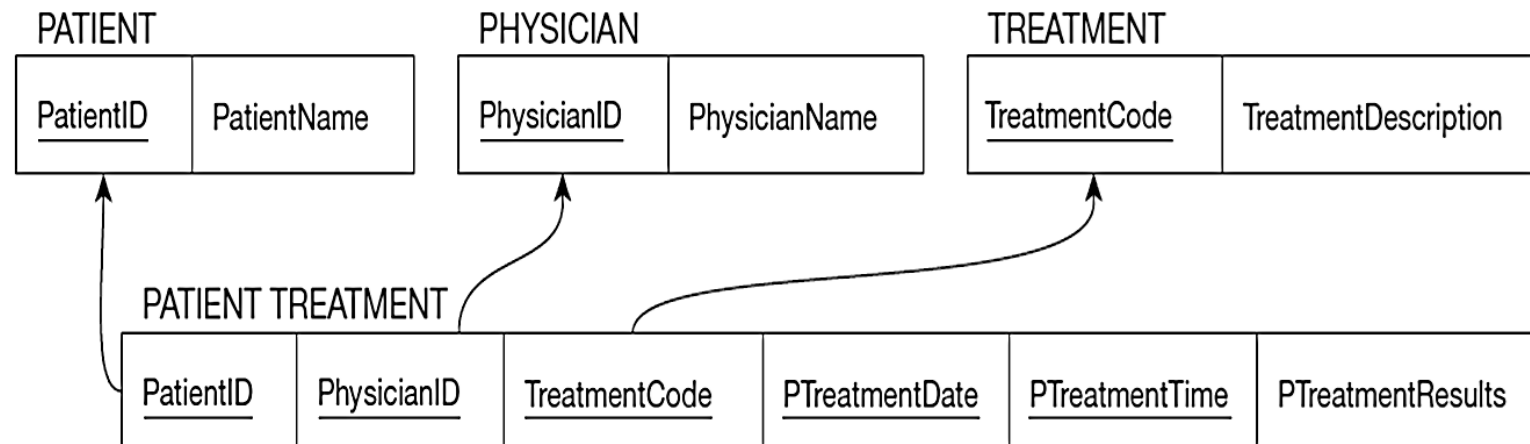 PATIENT PHYSICIAN TREATMENT
PatientID PatientName PhysicianID PhysicianName TreatmentCode TreatmentDescription
PATIENT TREATMENT
PatientID PhysicianID TreatmentCode PTreatmentDate PTreatmentTime PTreatmentResults